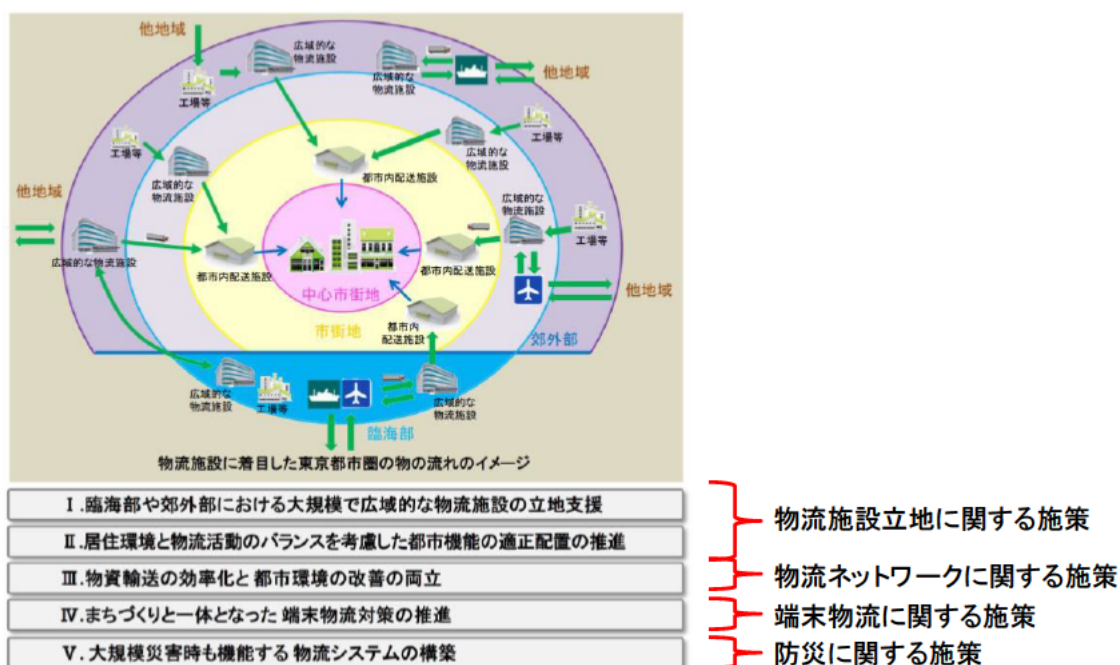 他地域
広域的な
物流施設
工場等
広域的な
物流施設
他地域
工場等
広域的な
物流施設
都市内配送施設
広域的な
物流施設
工場等
他地域
広域的な物流施設
都市内配送施設
中心市街地
都市内配送施設
広域的な
物流施設
工場等
他地域
市街地
都市内
配送施設
郊外部
広域的な
物流施設
工場等
広域的な
物流施設
臨海部
物流施設に着目した東京都市圏の物の流れのイメージ
Ⅰ.臨海部や郊外部における大規模で広域的な物流施設の立地支援
Ⅱ.居住環境と物流活動のバランスを考慮した都市機能の適正配置の推進
物流施設立地に関する施策
Ⅲ.物資輸送の効率化と都市環境の改善の両立
物流ネットワークに関する施策
Ⅳ.まちづくりと一体となった端末物流対策の推進
端末物流に関する施策
Ⅴ.大規模災害時も機能する物流システムの構築
防災に関する施策